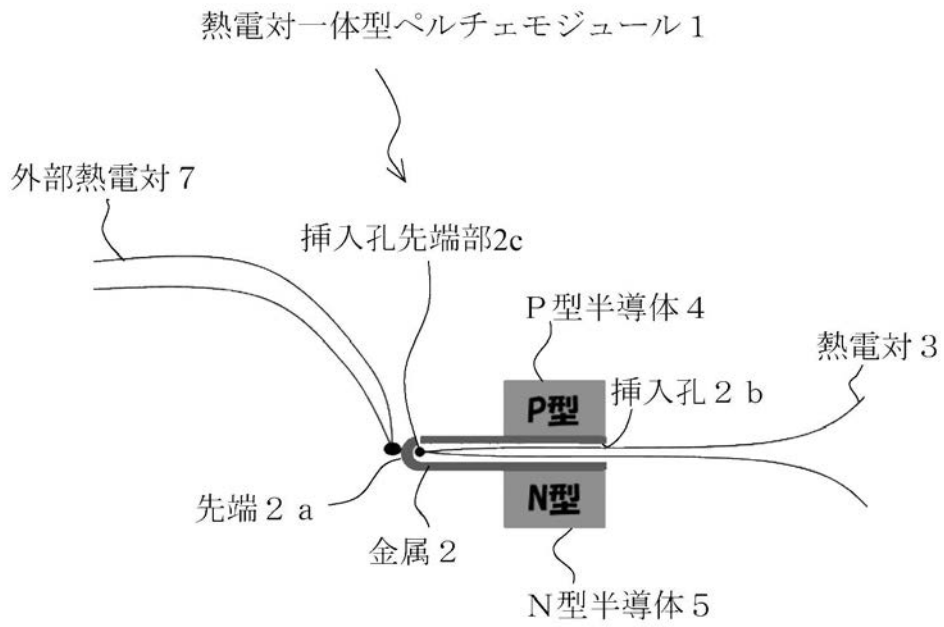 熱電対一体型ペルチェモジュール１
外部熱電対７
挿入孔先端部2c
Ｐ型半導体４
熱電対３
挿入孔２ｂ
P型
先端２ａ
N型
金属２
Ｎ型半導体５